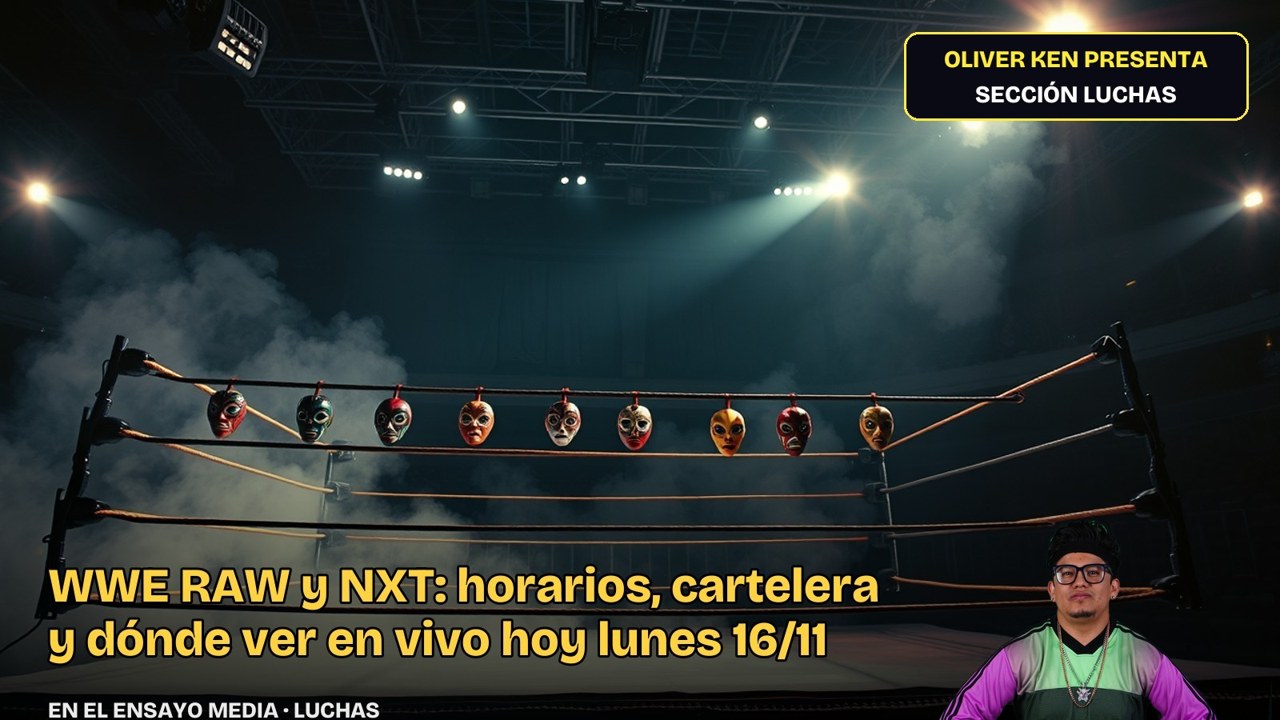 OLIVER KEN PRESENTA
SECCIÓN LUCHAS
WWE RAW y NXT: horarios, cartelera
y dónde ver en vivo hoy lunes 16/11
EN EL ENSAYO MEDIA · LUCHAS